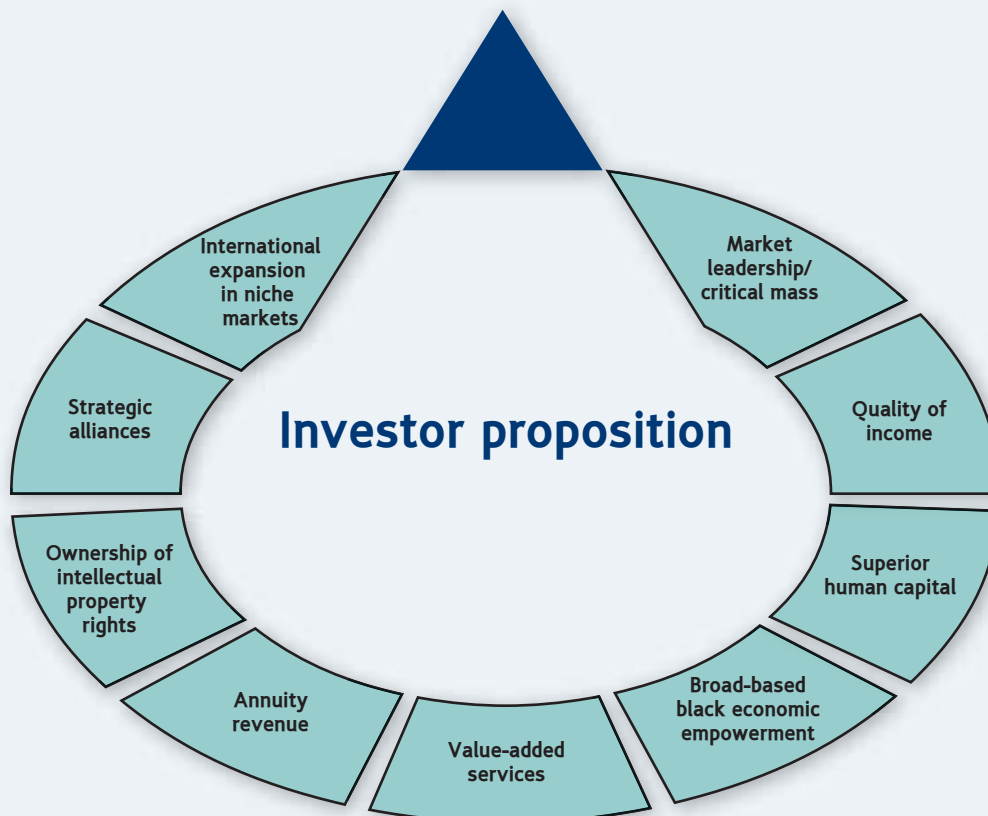 International
expansion
in niche
markets
Market
leadership/
critical mass
Strategic
alliances
Investor proposition
Quality of
income
Ownership of
intellectual
property
rights
Superior
human capital
Annuity
revenue
Value-added
services
Broad-based
black economic
empowerment